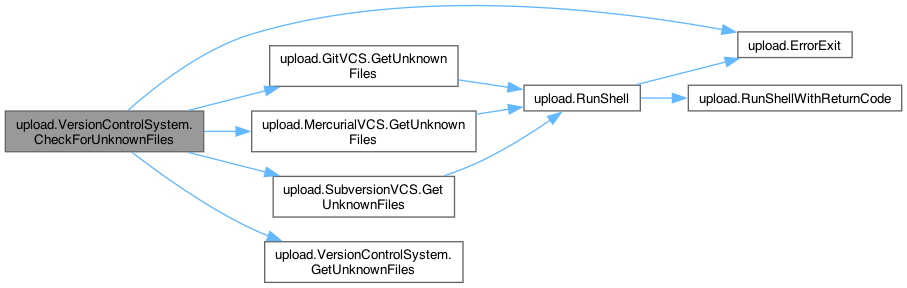 upload.VersionControlSystem.
CheckForUnknownFiles
upload.GitVCS.GetUnknown
Files
upload.MercurialVCS.GetUnknown
Files
upload.SubversionVCS.Get
UnknownFiles
upload.VersionControlSystem.
GetUnknownFiles
upload.RunShell
upload.ErrorExit
upload.RunShellWithReturnCode